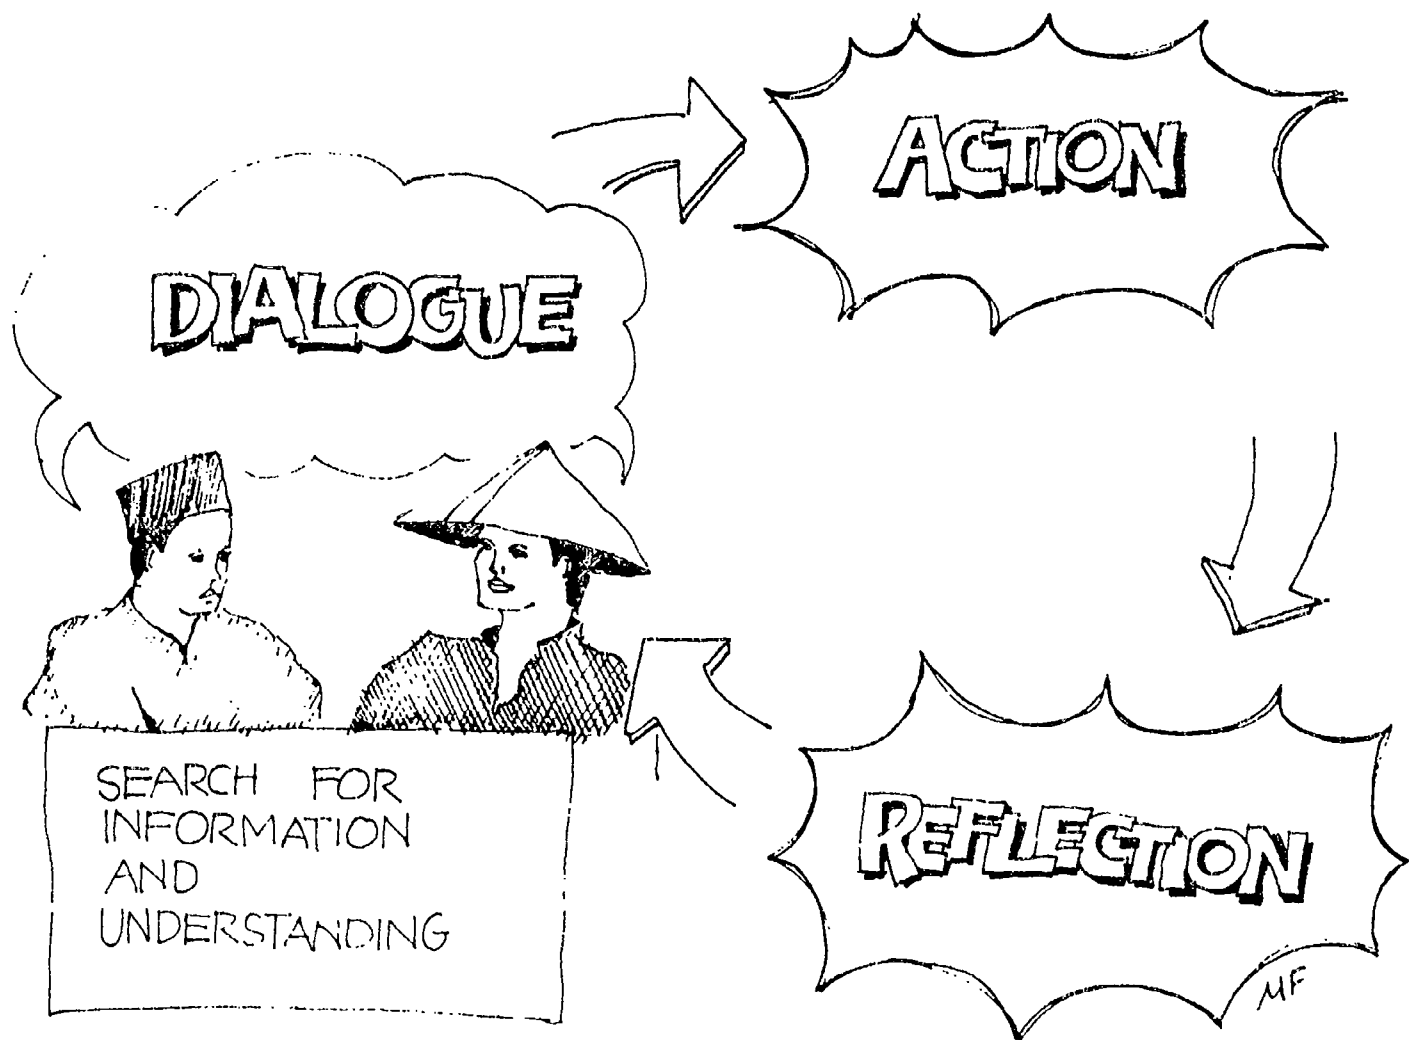 ACTION
DIALOGUE
SEARCH FOR
INFORMATION
AND
UNDERSTANDING
REFLECTION
MF